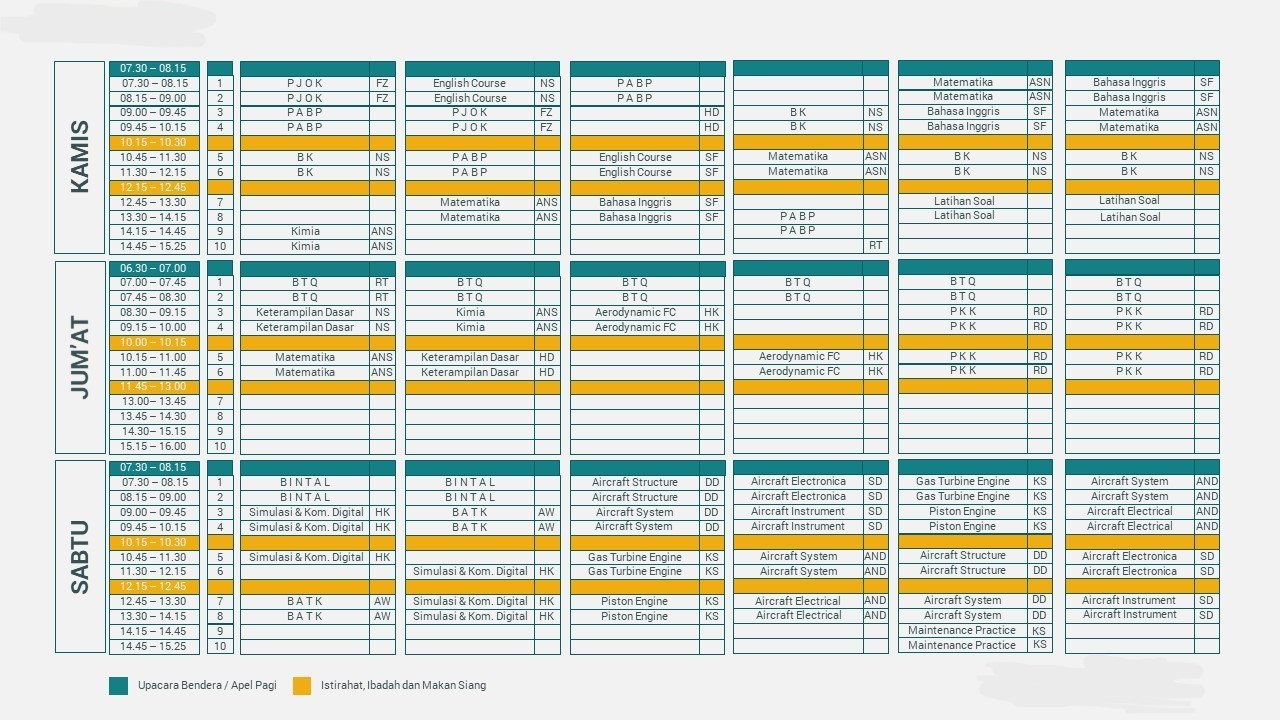 KAMIS
07.30 – 08.15
07.30 – 08.15 1 P J O K FZ English Course NS P A B P Matematika ASN Bahasa Inggris SF
08.15 – 09.00 2 P J O K FZ English Course NS P A B P Matematika ASN Bahasa Inggris SF
09.00 – 09.45 3 P A B P P J O K FZ HD B K NS Bahasa Inggris SF Matematika ASN
09.45 – 10.15 4 P A B P P J O K FZ HD B K NS Bahasa Inggris SF Matematika ASN
10.15 – 10.30
10.45 – 11.30 5 B K NS P A B P English Course SF Matematika ASN B K NS B K NS
11.30 – 12.15 6 B K NS P A B P English Course SF Matematika ASN B K NS B K NS
12.15 – 12.45
12.45 – 13.30 7 Matematika ANS Bahasa Inggris SF Latihan Soal Latihan Soal
13.30 – 14.15 8 Matematika ANS Bahasa Inggris SF P A B P Latihan Soal Latihan Soal
14.15 – 14.45 9 Kimia ANS P A B P
14.45 – 15.25 10 Kimia ANS RT
JUM'AT
06.30 – 07.00
07.00 – 07.45 1 B T Q RT B T Q B T Q B T Q B T Q B T Q
07.45 – 08.30 2 B T Q RT B T Q B T Q B T Q B T Q B T Q
08.30 – 09.15 3 Keterampilan Dasar NS Kimia ANS Aerodynamic FC HK P K K RD P K K RD
09.15 – 10.00 4 Keterampilan Dasar NS Kimia ANS Aerodynamic FC HK P K K RD P K K RD
10.00 – 10.15
10.15 – 11.00 5 Matematika ANS Keterampilan Dasar HD Aerodynamic FC HK P K K RD P K K RD
11.00 – 11.45 6 Matematika ANS Keterampilan Dasar HD Aerodynamic FC HK P K K RD P K K RD
11.45 – 13.00
13.00– 13.45 7
13.45 – 14.30 8
14.30– 15.15 9
15.15 – 16.00 10
SABTU
07.30 – 08.15
07.30 – 08.15 1 B I N T A L B I N T A L Aircraft Structure DD Aircraft Electronica SD Gas Turbine Engine KS Aircraft System AND
08.15 – 09.00 2 B I N T A L B I N T A L Aircraft Structure DD Aircraft Electronica SD Gas Turbine Engine KS Aircraft System AND
09.00 – 09.45 3 Simulasi & Kom. Digital HK B A T K AW Aircraft System DD Aircraft Instrument SD Piston Engine KS Aircraft Electrical AND
09.45 – 10.15 4 Simulasi & Kom. Digital HK B A T K AW Aircraft System DD Aircraft Instrument SD Piston Engine KS Aircraft Electrical AND
10.15 – 10.30
10.45 – 11.30 5 Simulasi & Kom. Digital HK Gas Turbine Engine KS Aircraft System AND Aircraft Structure DD Aircraft Electronica SD
11.30 – 12.15 6 Simulasi & Kom. Digital HK Gas Turbine Engine KS Aircraft System AND Aircraft Structure DD Aircraft Electronica SD
12.15 – 12.45
12.45 – 13.30 7 B A T K AW Simulasi & Kom. Digital HK Piston Engine KS Aircraft Electrical AND Aircraft System DD Aircraft Instrument SD
13.30 – 14.15 8 B A T K AW Simulasi & Kom. Digital HK Piston Engine KS Aircraft Electrical AND Aircraft System DD Aircraft Instrument SD
14.15 – 14.45 9 Maintenance Practice KS
14.45 – 15.25 10 Maintenance Practice KS
Upacara Bendera / Apel Pagi Istirahat, Ibadah dan Makan Siang